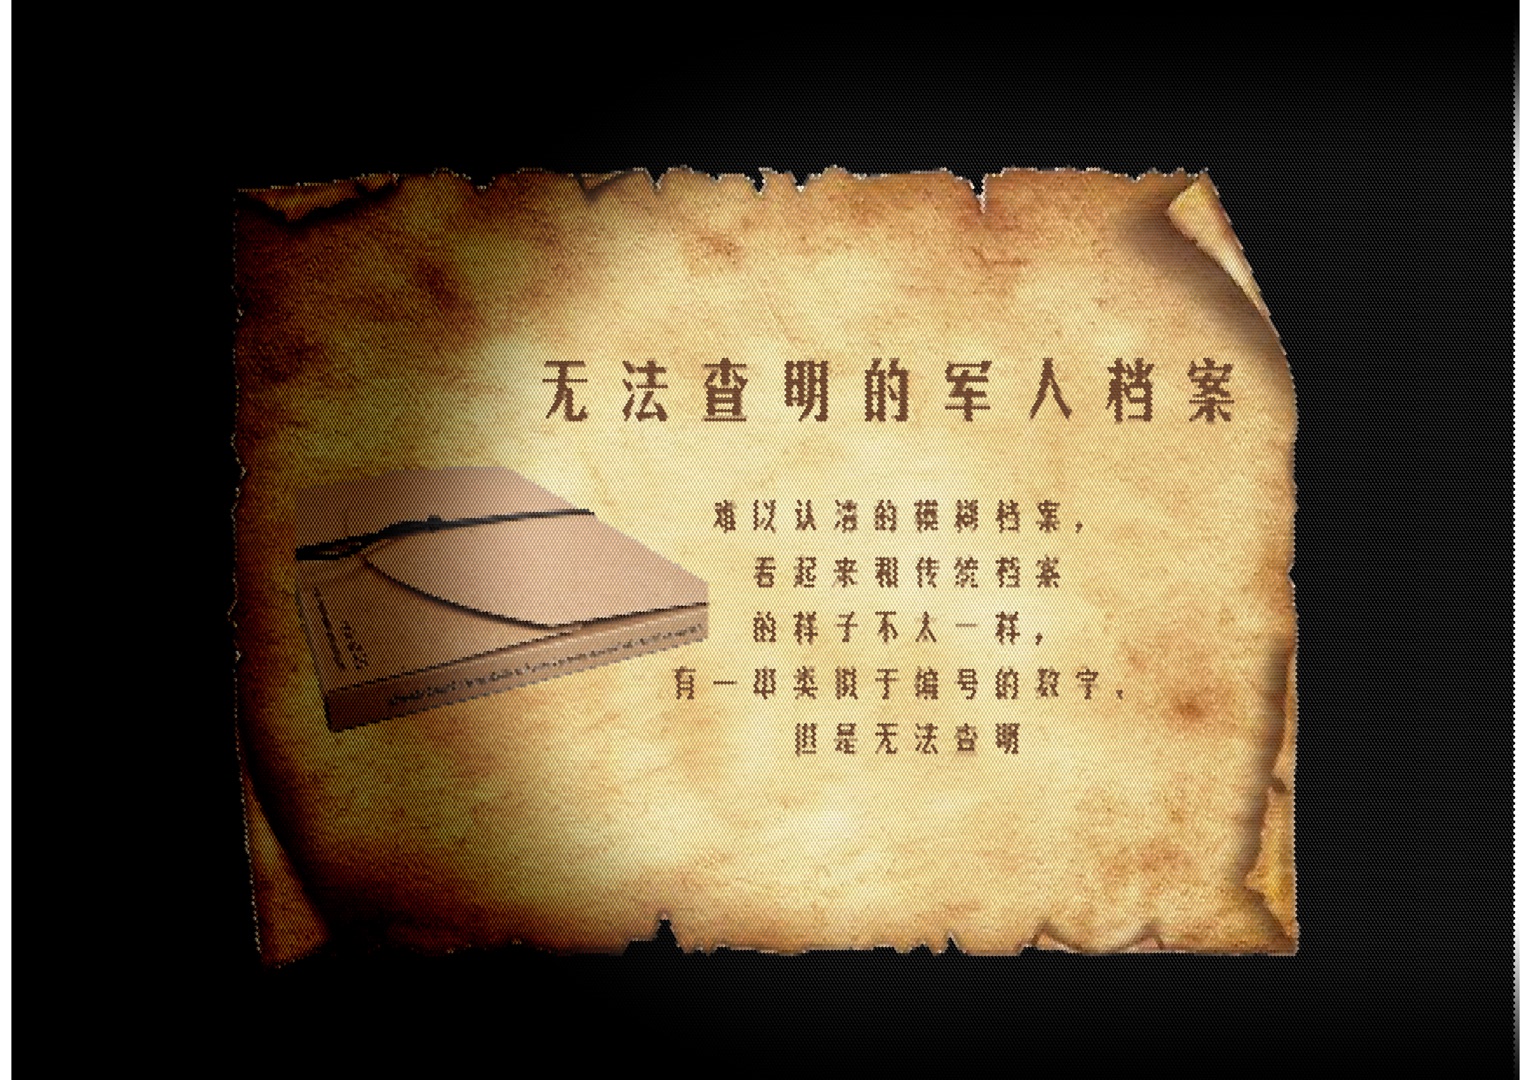 无法查明的军人档案
难以认清的模糊档案,
看起来和传统档案
的样子不太一样,
有一串类似于编号的数字,
但是无法查明